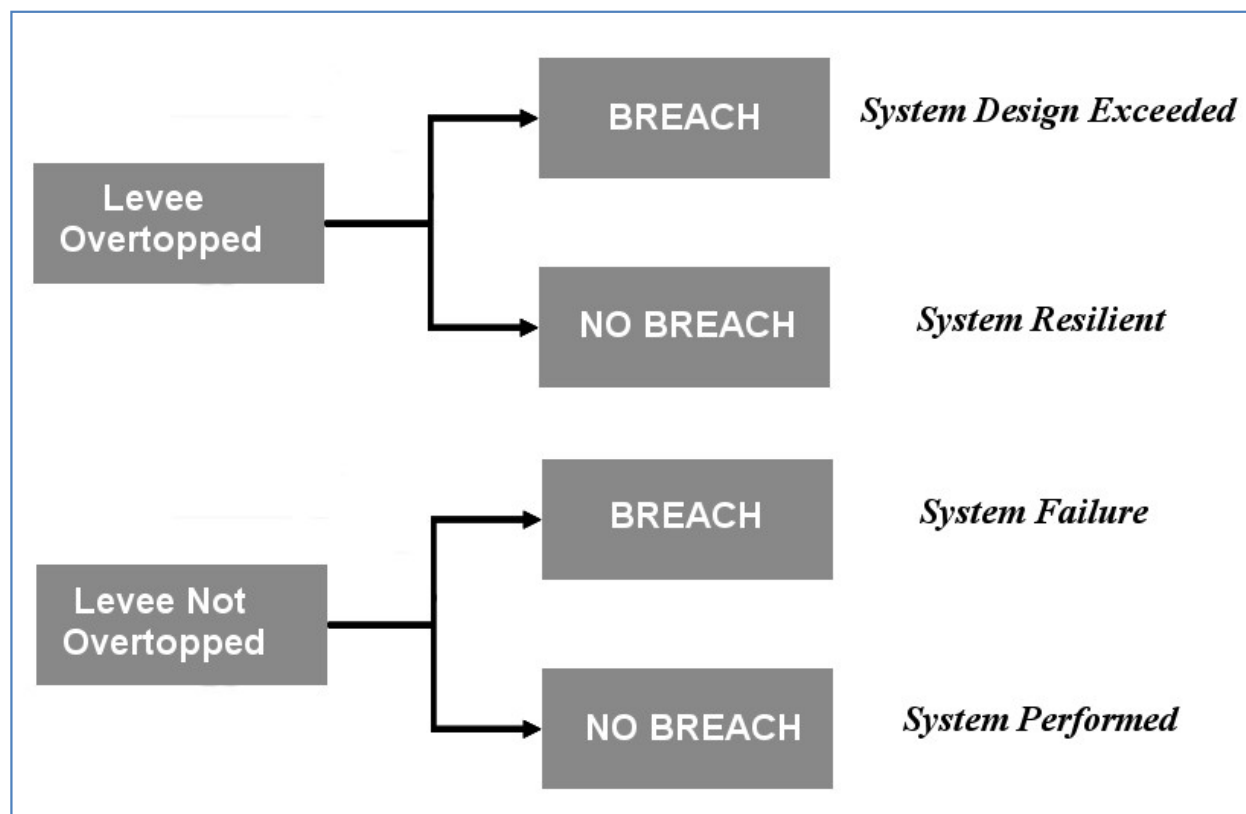 BREACH
System Design Exceeded
Levee
Overtopped
NO BREACH
System Resilient
BREACH
System Failure
Levee Not
Overtopped
NO BREACH
System Performed